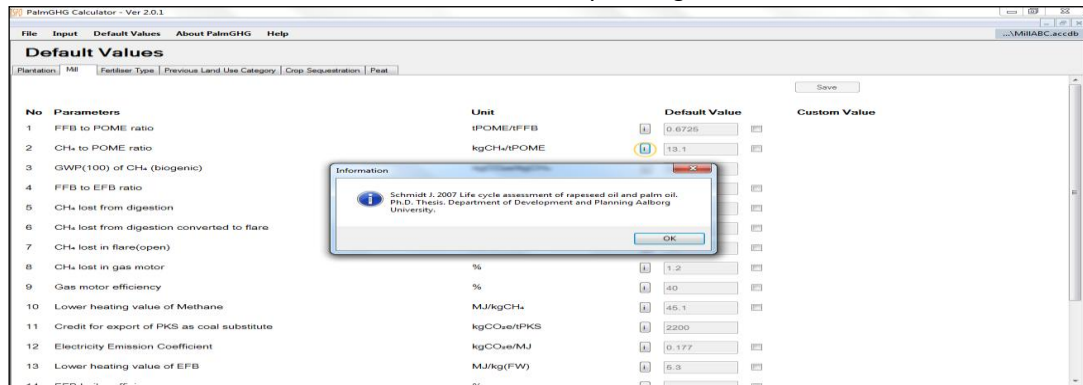 PalmGHG Calculator - Ver 2.0.1
File Input Default Values About PalmGHG Help ...\MillABC.accdb
Default Values
Plantation Mill Fertiliser Type Previous Land Use Category Crop Sequestration Peat
Save
No Parameters Unit Default Value Custom Value
1 FFB to POME ratio tPOME/tFFB i 0.6725
2 CH₄ to POME ratio kgCH₄/tPOME i 13.1
3 GWP(100) of CH₄ (biogenic)
4 FFB to EFB ratio
5 CH₄ lost from digestion
6 CH₄ lost from digestion converted to flare
7 CH₄ lost in flare(open)
Information
Schmidt J. 2007 Life cycle assessment of rapeseed oil and palm oil.
Ph.D. Thesis. Department of Development and Planning Aalborg
University.
OK
8 CH₄ lost in gas motor % i 1.2
9 Gas motor efficiency % i 40
10 Lower heating value of Methane MJ/kgCH₄ i 45.1
11 Credit for export of PKS as coal substitute kgCO₂e/tPKS i 2200
12 Electricity Emission Coefficient kgCO₂e/MJ i 0.177
13 Lower heating value of EFB MJ/kg(FW) i 5.3